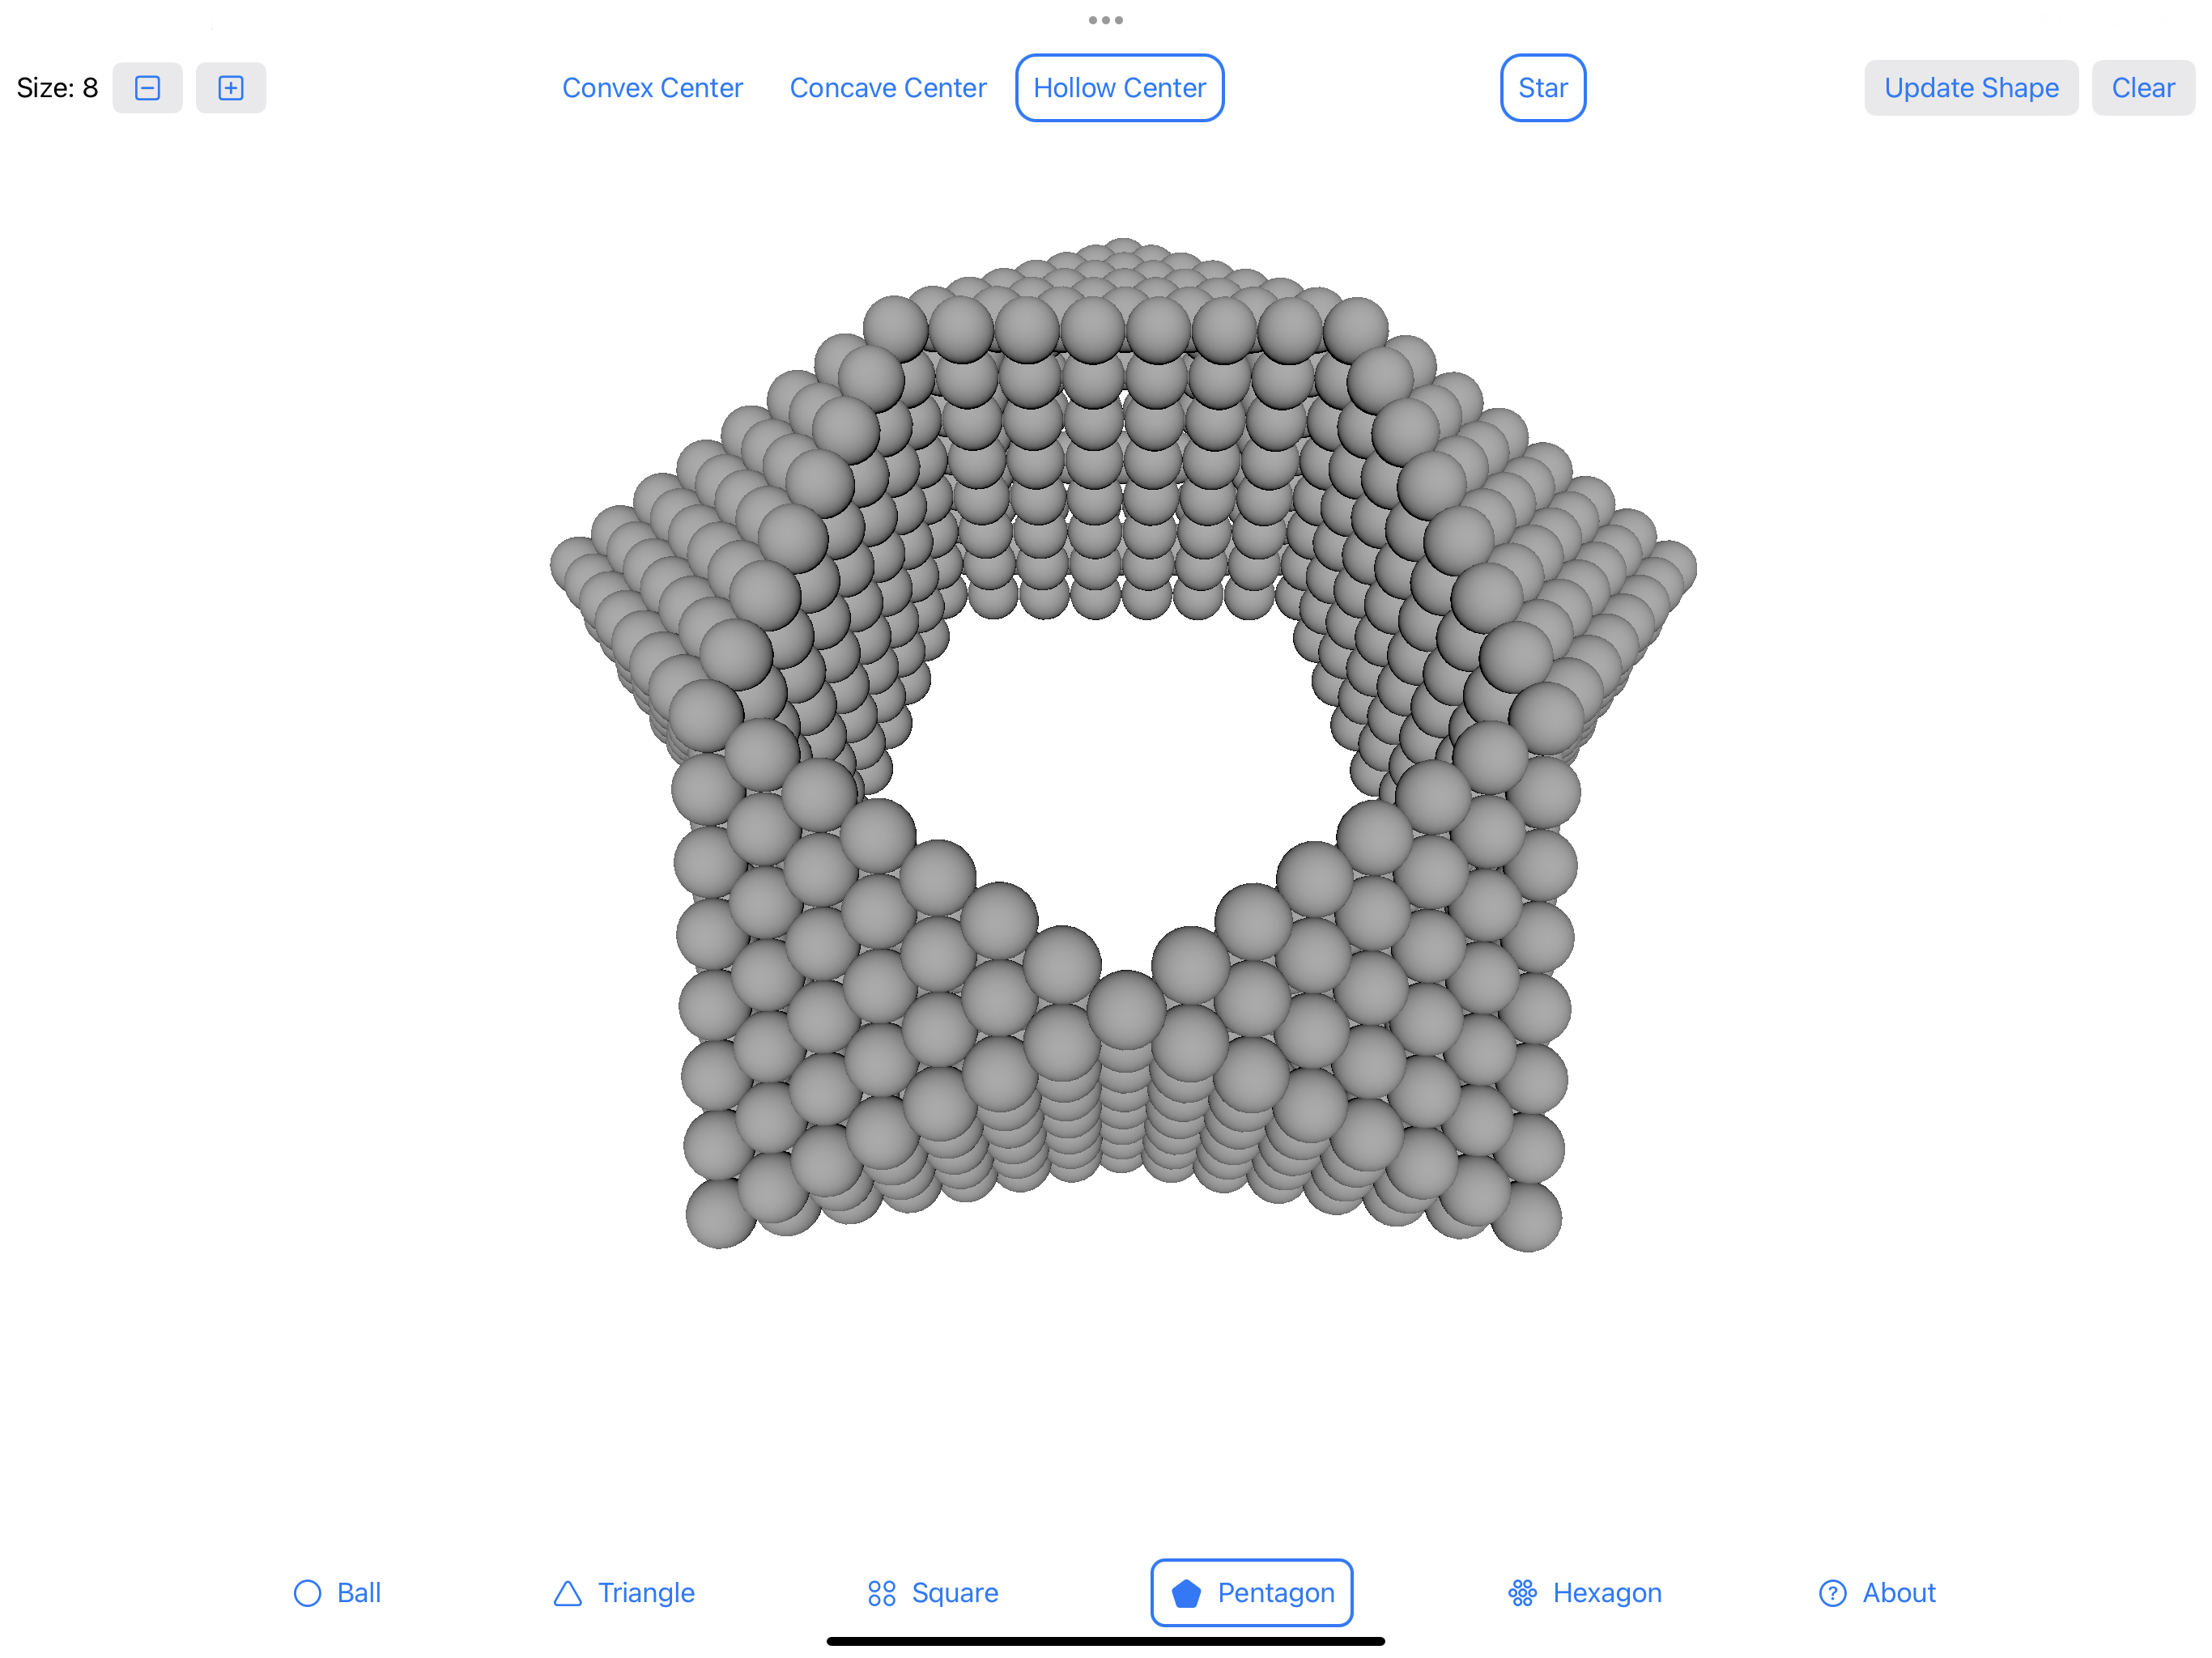 Size: 8
Convex Center Concave Center Hollow Center Star Update Shape Clear
Ball Triangle Square Pentagon Hexagon About